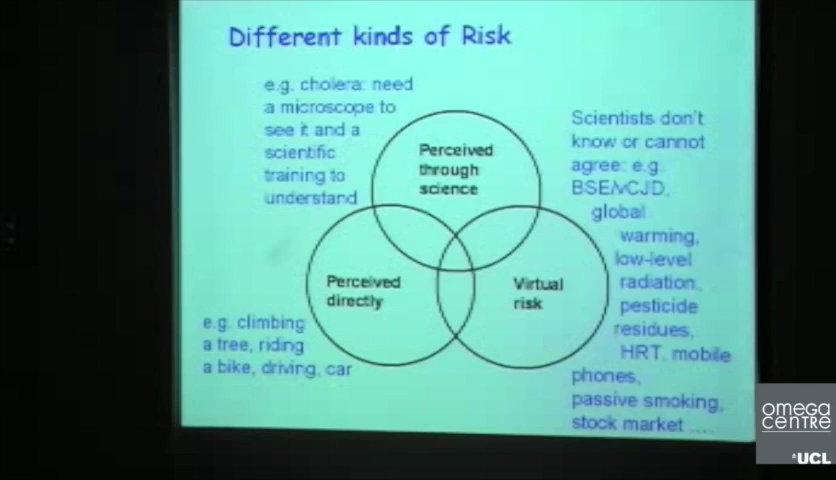 Different kinds of Risk
e.g. cholera: need
a microscope to
see it and a
scientific
training to
understand
Perceived
through
science
Scientists don't
know or cannot
agree: e.g.
BSE/vCJD,
global
warming,
low-level
radiation,
pesticide
residues,
HRT, mobile
phones,
passive smoking,
stock market ....
Perceived
directly
Virtual
risk
e.g. climbing
a tree, riding
a bike, driving, car
omega
centre
UCL